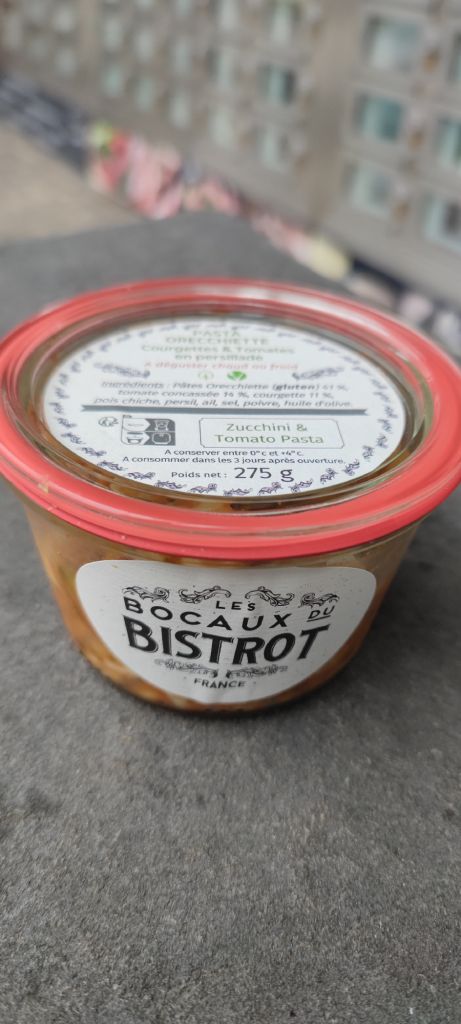 PASTA
ORECCHIETTE
Courgettes & Tomates
en persillade
A déguster chaud ou froid
Ingrédients : Pâtes Orecchiette (gluten) 61 %,
tomate concassée 14 %, courgette 11 %,
pois chiche, persil, ail, sel, poivre, huile d'olive.
Zucchini &
Tomato Pasta
A conserver entre 0°c et +4°c.
A consommer dans les 3 jours après ouverture.
Poids net : 275 g
LES
BOCAUX DU
BISTROT
FRANCE